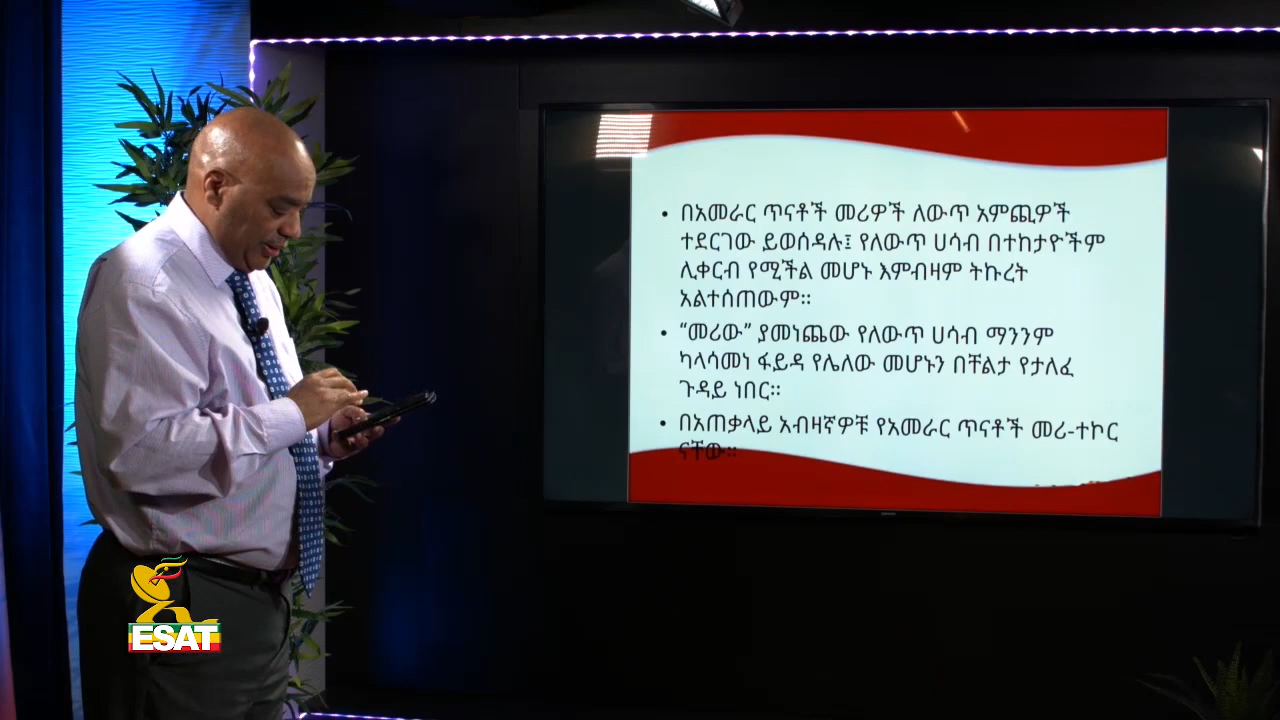 • በአመራር ጥናቶች መሪዎች ለውጥ አምጪዎች
ተደርገው ይወሰዳሉ፤ የለውጥ ሀሳብ በተከታዮችም
ሊቀርብ የሚችል መሆኑ እምብዛም ትኩረት
አልተሰጠውም።
• “መሪው” ያመነጨው የለውጥ ሀሳብ ማንንም
ካላሳመነ ፋይዳ የሌለው መሆኑን በቸልታ የታለፈ
ጉዳይ ነበር።
• በአጠቃላይ አብዛኛዎቹ የአመራር ጥናቶች መሪ-ተኮር
ናቸው።
ESAT